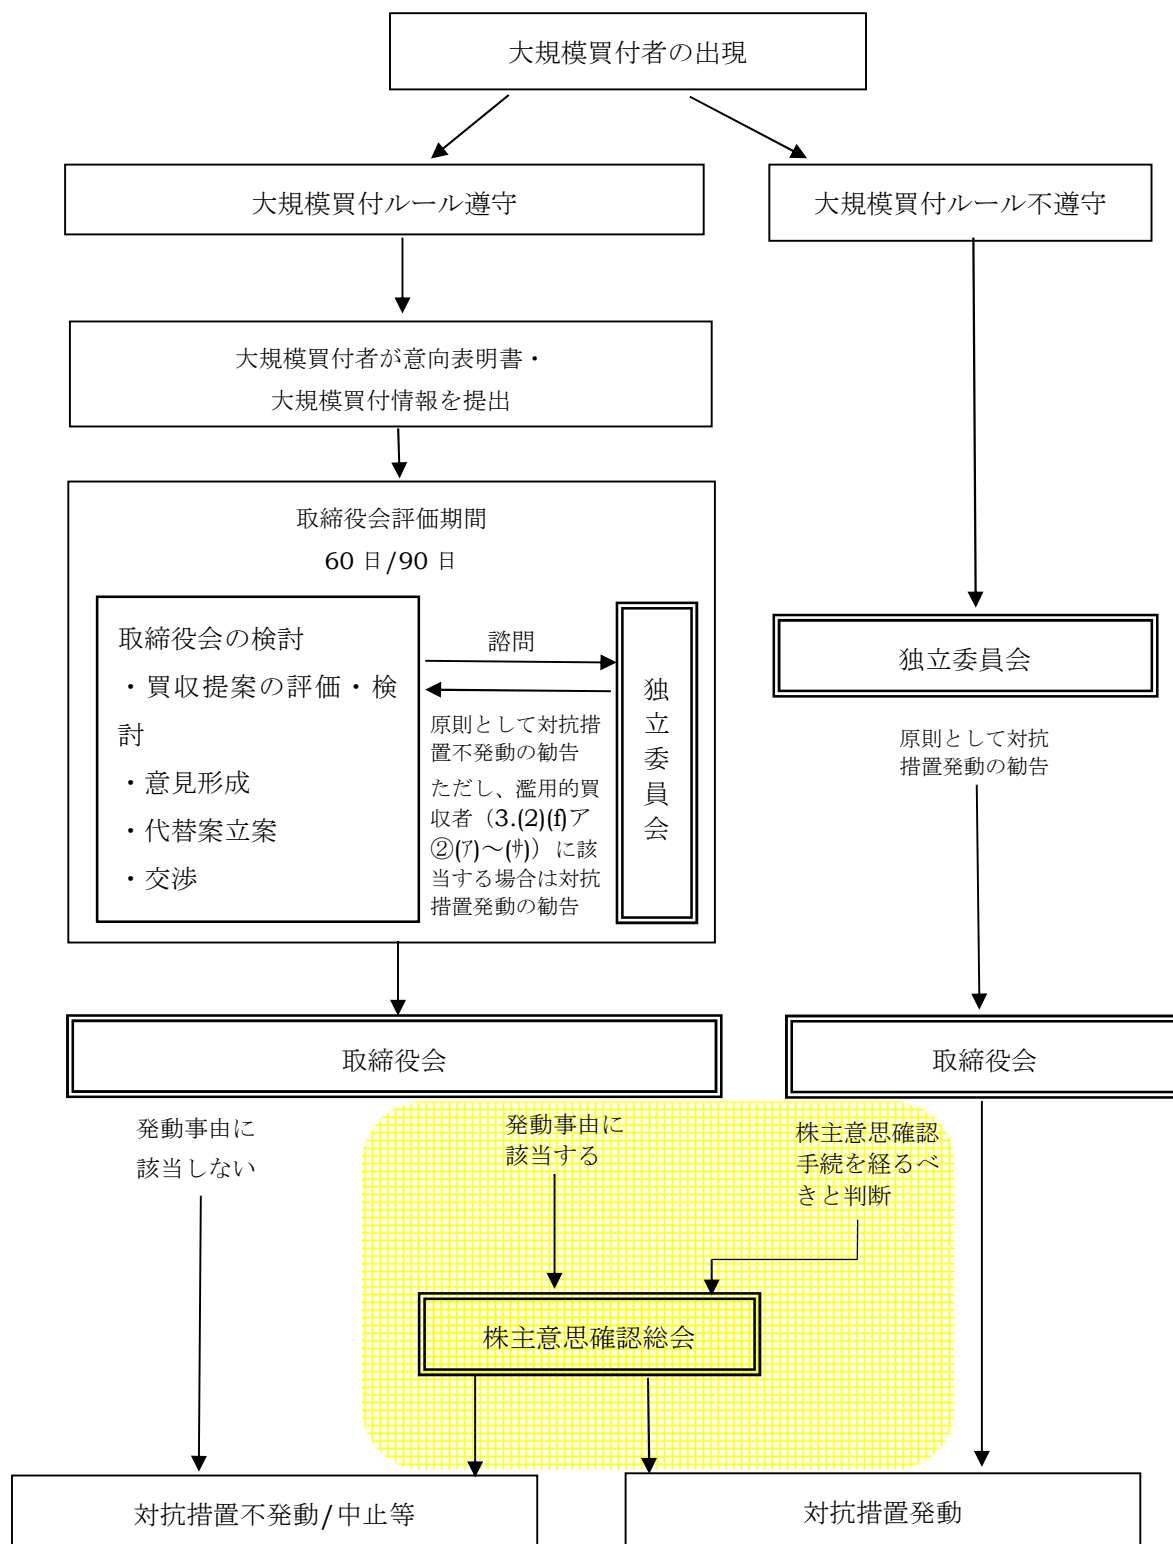 大規模買付者の出現
大規模買付ルール遵守
大規模買付ルール不遵守
大規模買付者が意向表明書・
大規模買付情報を提出
取締役会評価期間
60 日/90 日
取締役会の検討
・買収提案の評価・検
討
・意見形成
・代替案立案
・交渉
諮問
原則として対抗措
置不発動の勧告
ただし、濫用的買
収者（3.(2)(f)ア
②(ｱ)～(ｻ)）に該
当する場合は対抗
措置発動の勧告
独
立
委
員
会
独立委員会
原則として対抗
措置発動の勧告
取締役会
取締役会
発動事由に
該当しない
発動事由に
該当する
株主意思確認
手続を経るべ
きと判断
株主意思確認総会
対抗措置不発動/中止等
対抗措置発動